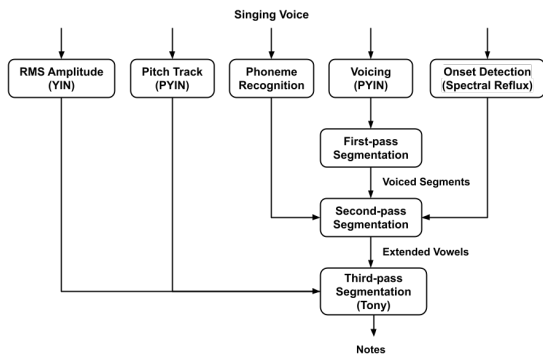 Singing Voice
RMS Amplitude
(YIN)
Pitch Track
(PYIN)
Phoneme
Recognition
Voicing
(PYIN)
Onset Detection
(Spectral Reflux)
First-pass
Segmentation
Voiced Segments
Second-pass
Segmentation
Extended Vowels
Third-pass
Segmentation
(Tony)
Notes